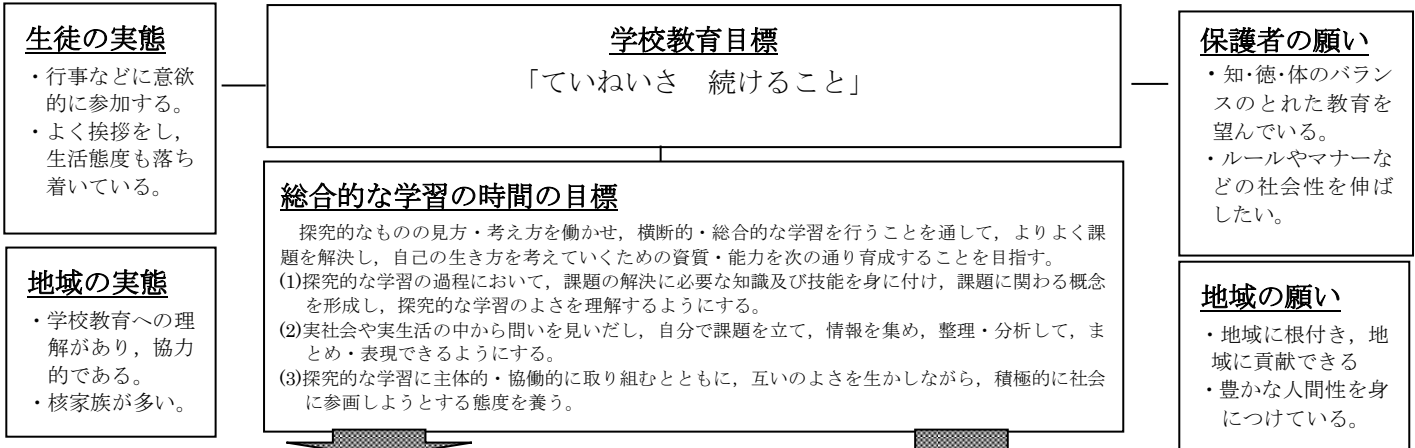 生徒の実態
・行事などに意欲
的に参加する。
・よく挨拶をし，
生活態度も落ち
着いている。
地域の実態
・学校教育への理
解があり，協力
的である。
・核家族が多い。
学校教育目標
「ていねいさ　続けること」
総合的な学習の時間の目標
探究的なものの見方・考え方を働かせ，横断的・総合的な学習を行うことを通して，よりよく課
題を解決し，自己の生き方を考えていくための資質・能力を次の通り育成することを目指す。
(1)探究的な学習の過程において，課題の解決に必要な知識及び技能を身に付け，課題に関わる概念
を形成し，探究的な学習のよさを理解するようにする。
(2)実社会や実生活の中から問いを見いだし，自分で課題を立て，情報を集め，整理・分析して，ま
とめ・表現できるようにする。
(3)探究的な学習に主体的・協働的に取り組むとともに，互いのよさを生かしながら，積極的に社会
に参画しようとする態度を養う。
保護者の願い
・知・徳・体のバラン
スのとれた教育を
望んでいる。
・ルールやマナーな
どの社会性を伸ば
したい。
地域の願い
・地域に根付き，地
域に貢献できる
・豊かな人間性を身
につけている。